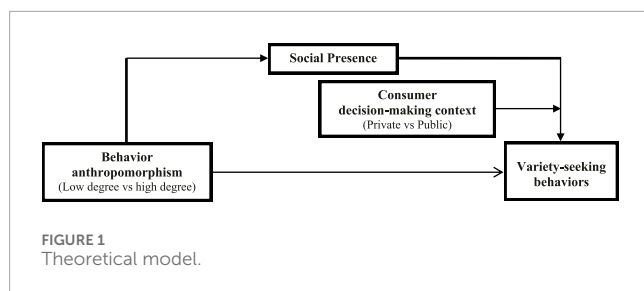 Social Presence
Consumer
decision-making context
(Private vs Public)
Behavior
anthropomorphism
(Low degree vs high degree)
Variety-seeking
behaviors
FIGURE 1
Theoretical model.